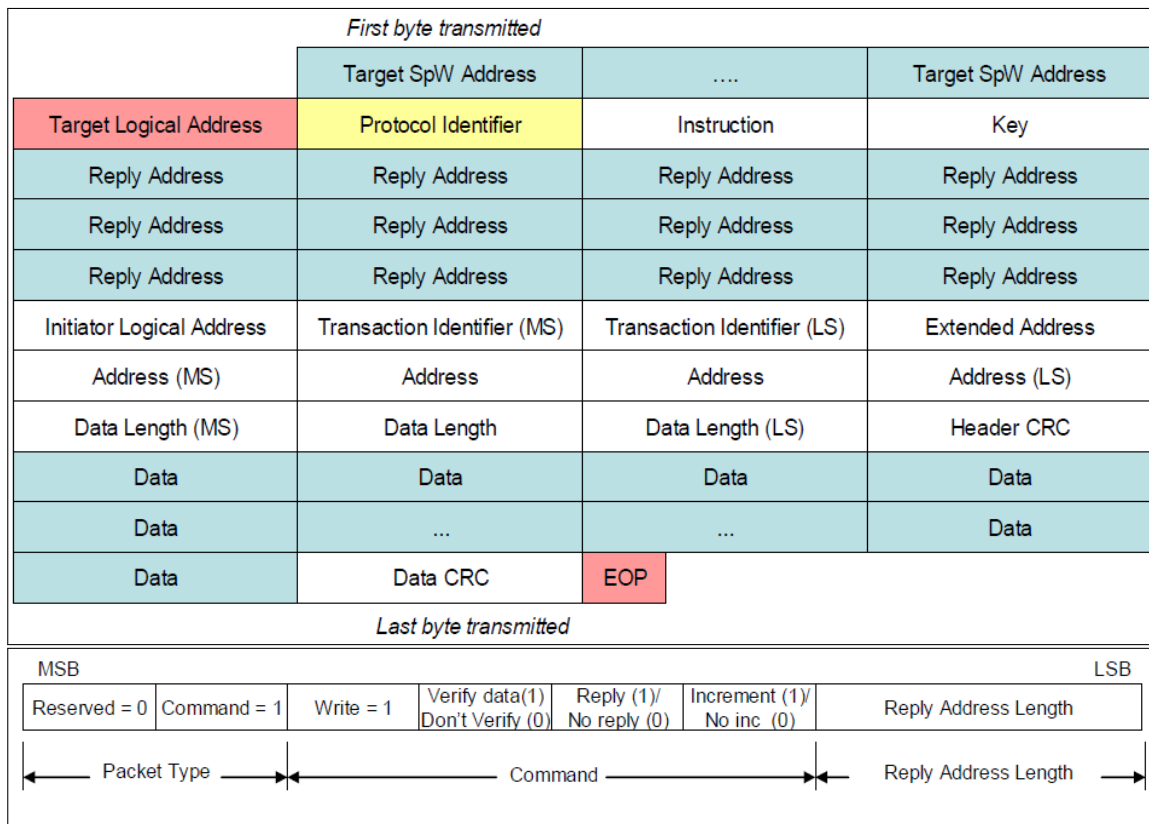 First byte transmitted
Target SpW Address …. Target SpW Address
Target Logical Address Protocol Identifier Instruction Key
Reply Address Reply Address Reply Address Reply Address
Reply Address Reply Address Reply Address Reply Address
Reply Address Reply Address Reply Address Reply Address
Initiator Logical Address Transaction Identifier (MS) Transaction Identifier (LS) Extended Address
Address (MS) Address Address Address (LS)
Data Length (MS) Data Length Data Length (LS) Header CRC
Data Data Data Data
Data ... ... Data
Data Data CRC EOP
Last byte transmitted
MSB LSB
Reserved = 0 Command = 1 Write = 1 Verify data(1) Don't Verify (0) Reply (1)/ No reply (0) Increment (1)/ No inc (0) Reply Address Length
Packet Type Command Reply Address Length